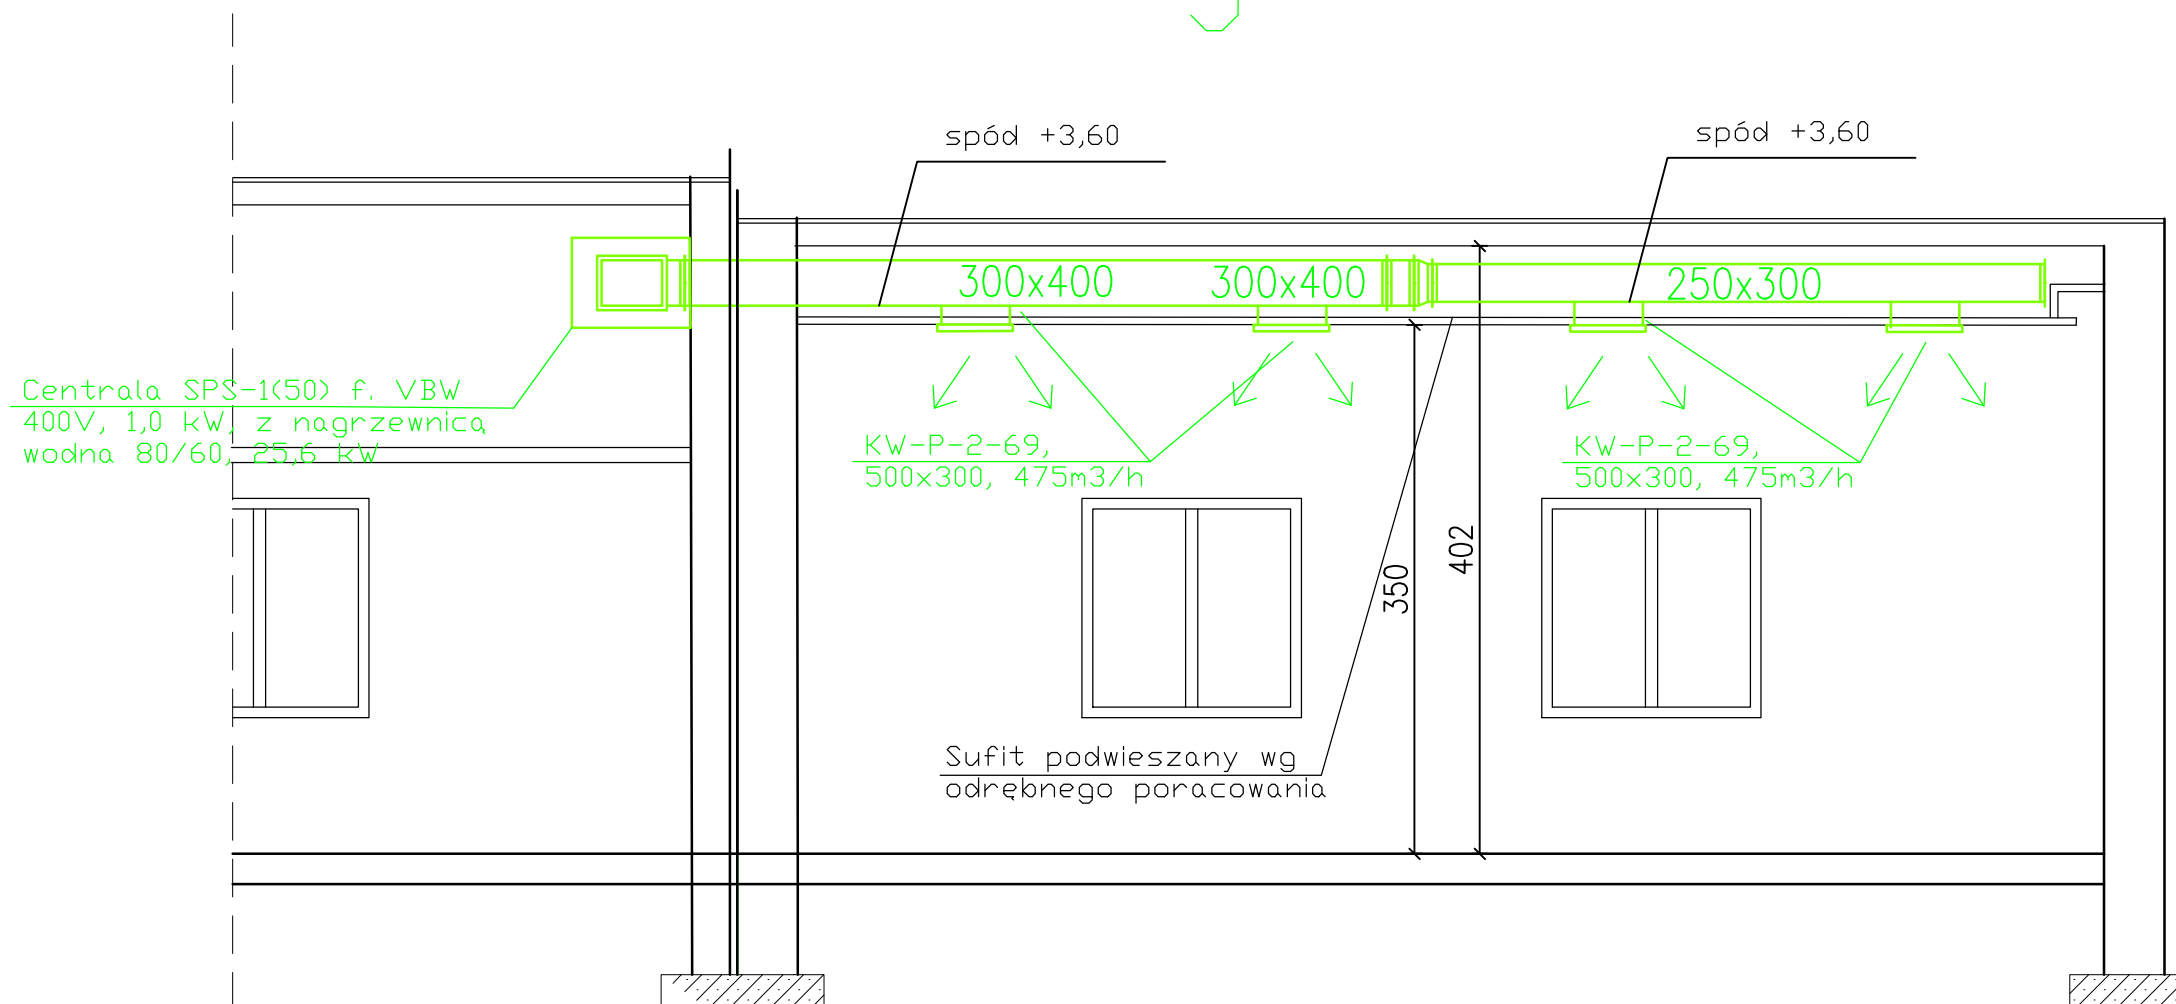 spód +3,60
spód +3,60
300x400
300x400
250x300
Centrala SPS-1(50) f. VBW
400V, 1,0 kW, z nagrzewnicą
wodna 80/60, 25,6 kW
KW-P-2-69,
500x300, 475m3/h
KW-P-2-69,
500x300, 475m3/h
350
402
Sufit podwieszany wg
odrębnego poracowania